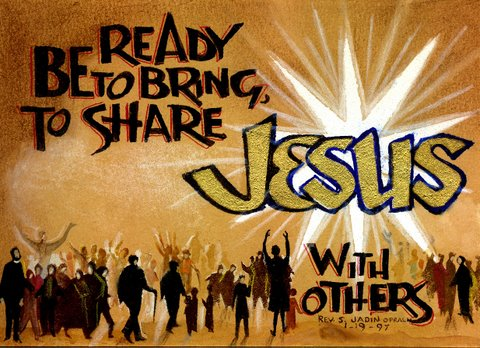 BE READY
TO BRING,
TO SHARE
JESUS
WITH
OTHERS
REV. S. JADIN
1-19-97